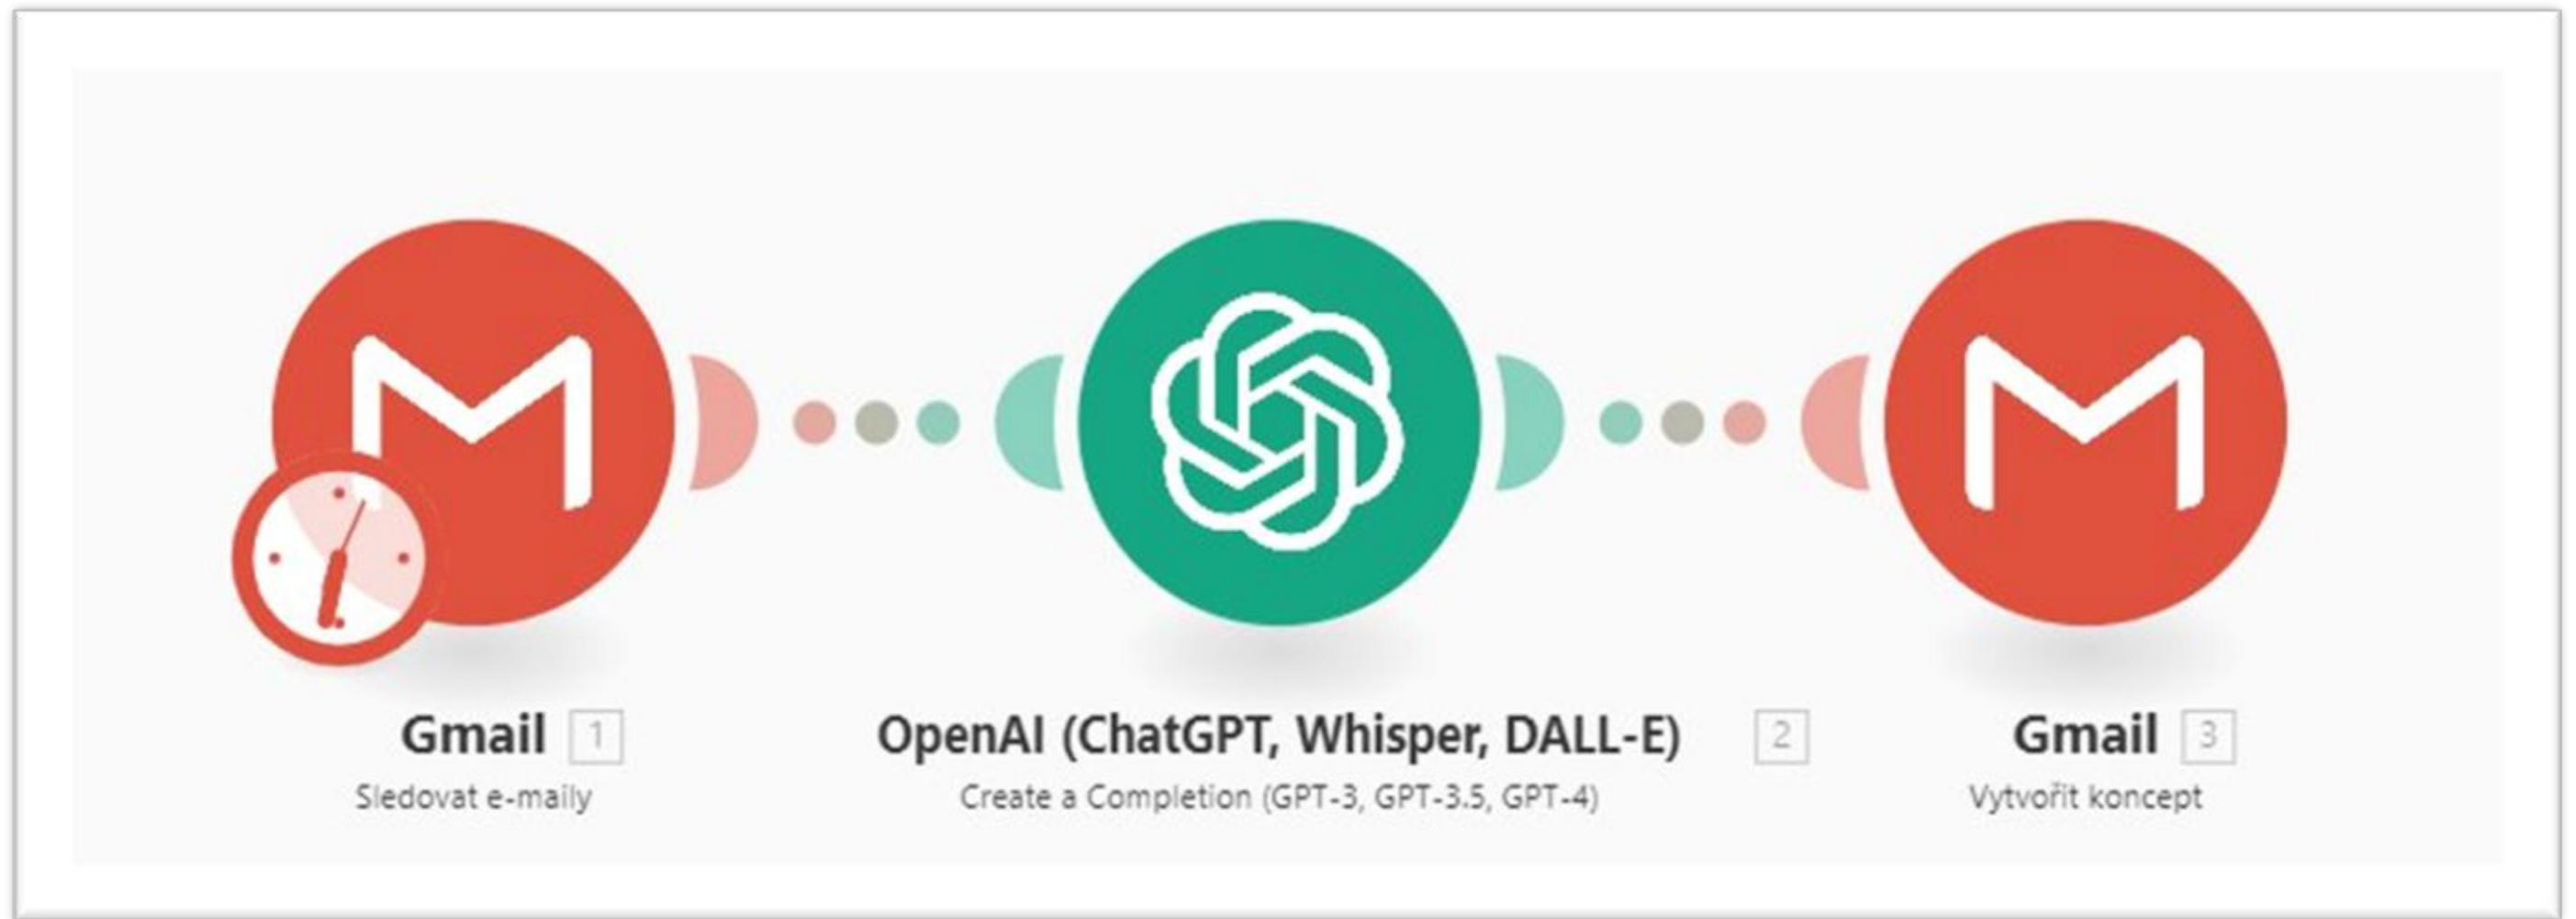 Gmail 1
Sledovat e-maily
OpenAI (ChatGPT, Whisper, DALL-E) 2
Create a Completion (GPT-3, GPT-3.5, GPT-4)
Gmail 3
Vytvořit koncept